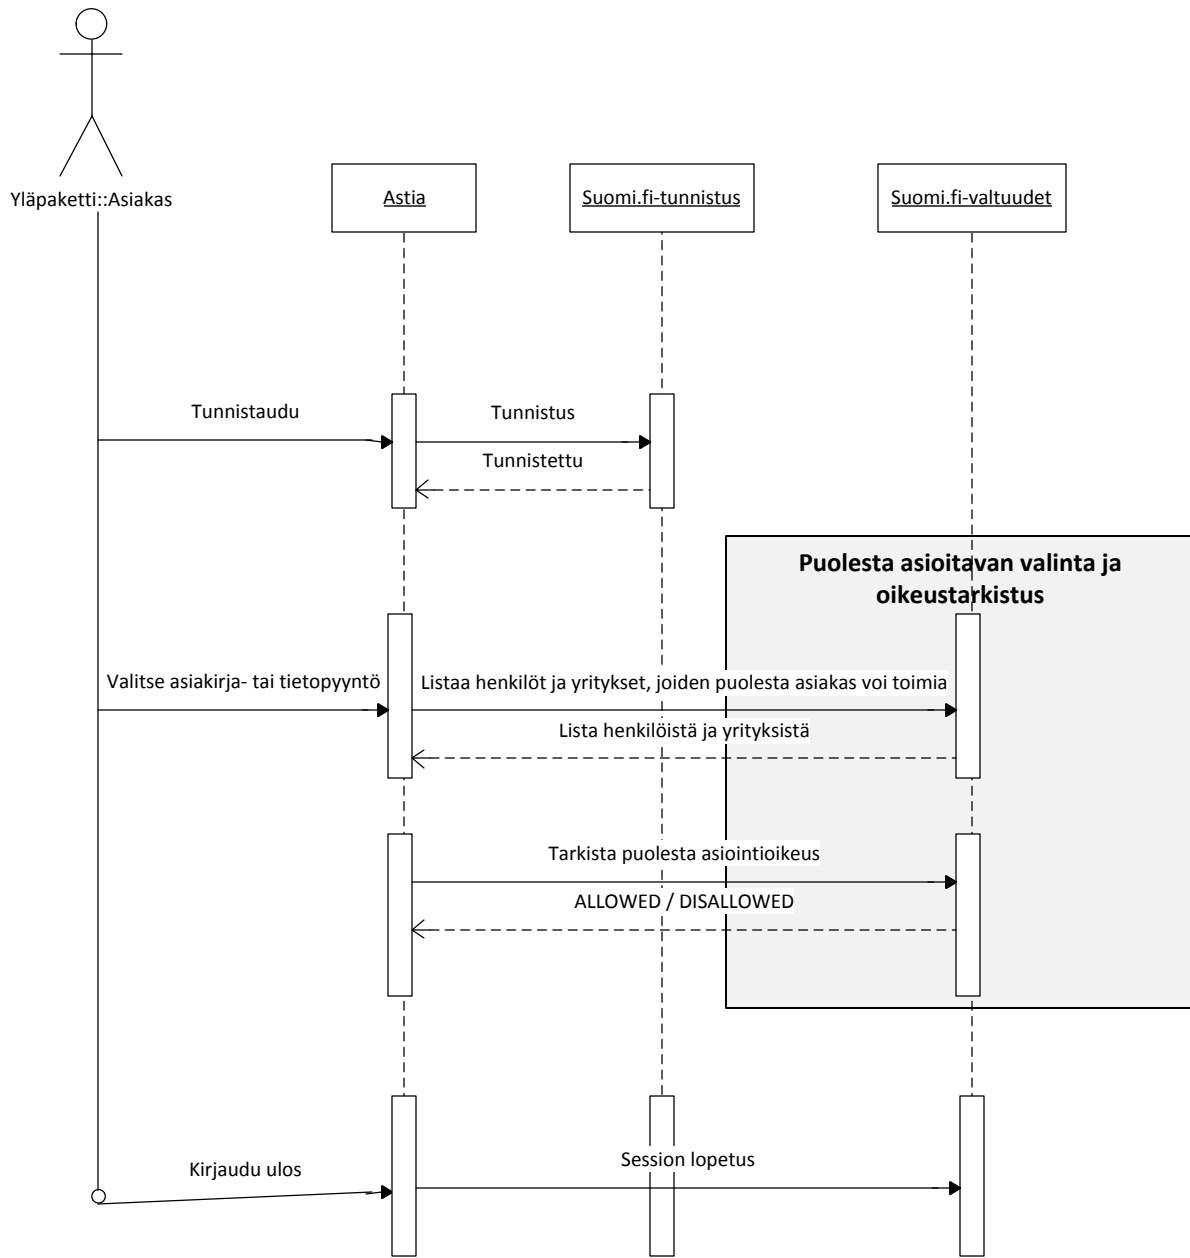 Yläpaketti::Asiakas
Astia
Suomi.fi-tunnistus
Suomi.fi-valtuudet
Tunnistaudu
Tunnistus
Tunnistettu
Puolesta asioitavan valinta ja
oikeustarkistus
Valitse asiakirja- tai tietopyyntö
Listaa henkilöt ja yritykset, joiden puolesta asiakas voi toimia
Lista henkilöistä ja yrityksistä
Tarkista puolesta asiointioikeus
ALLOWED / DISALLOWED
Kirjaudu ulos
Session lopetus